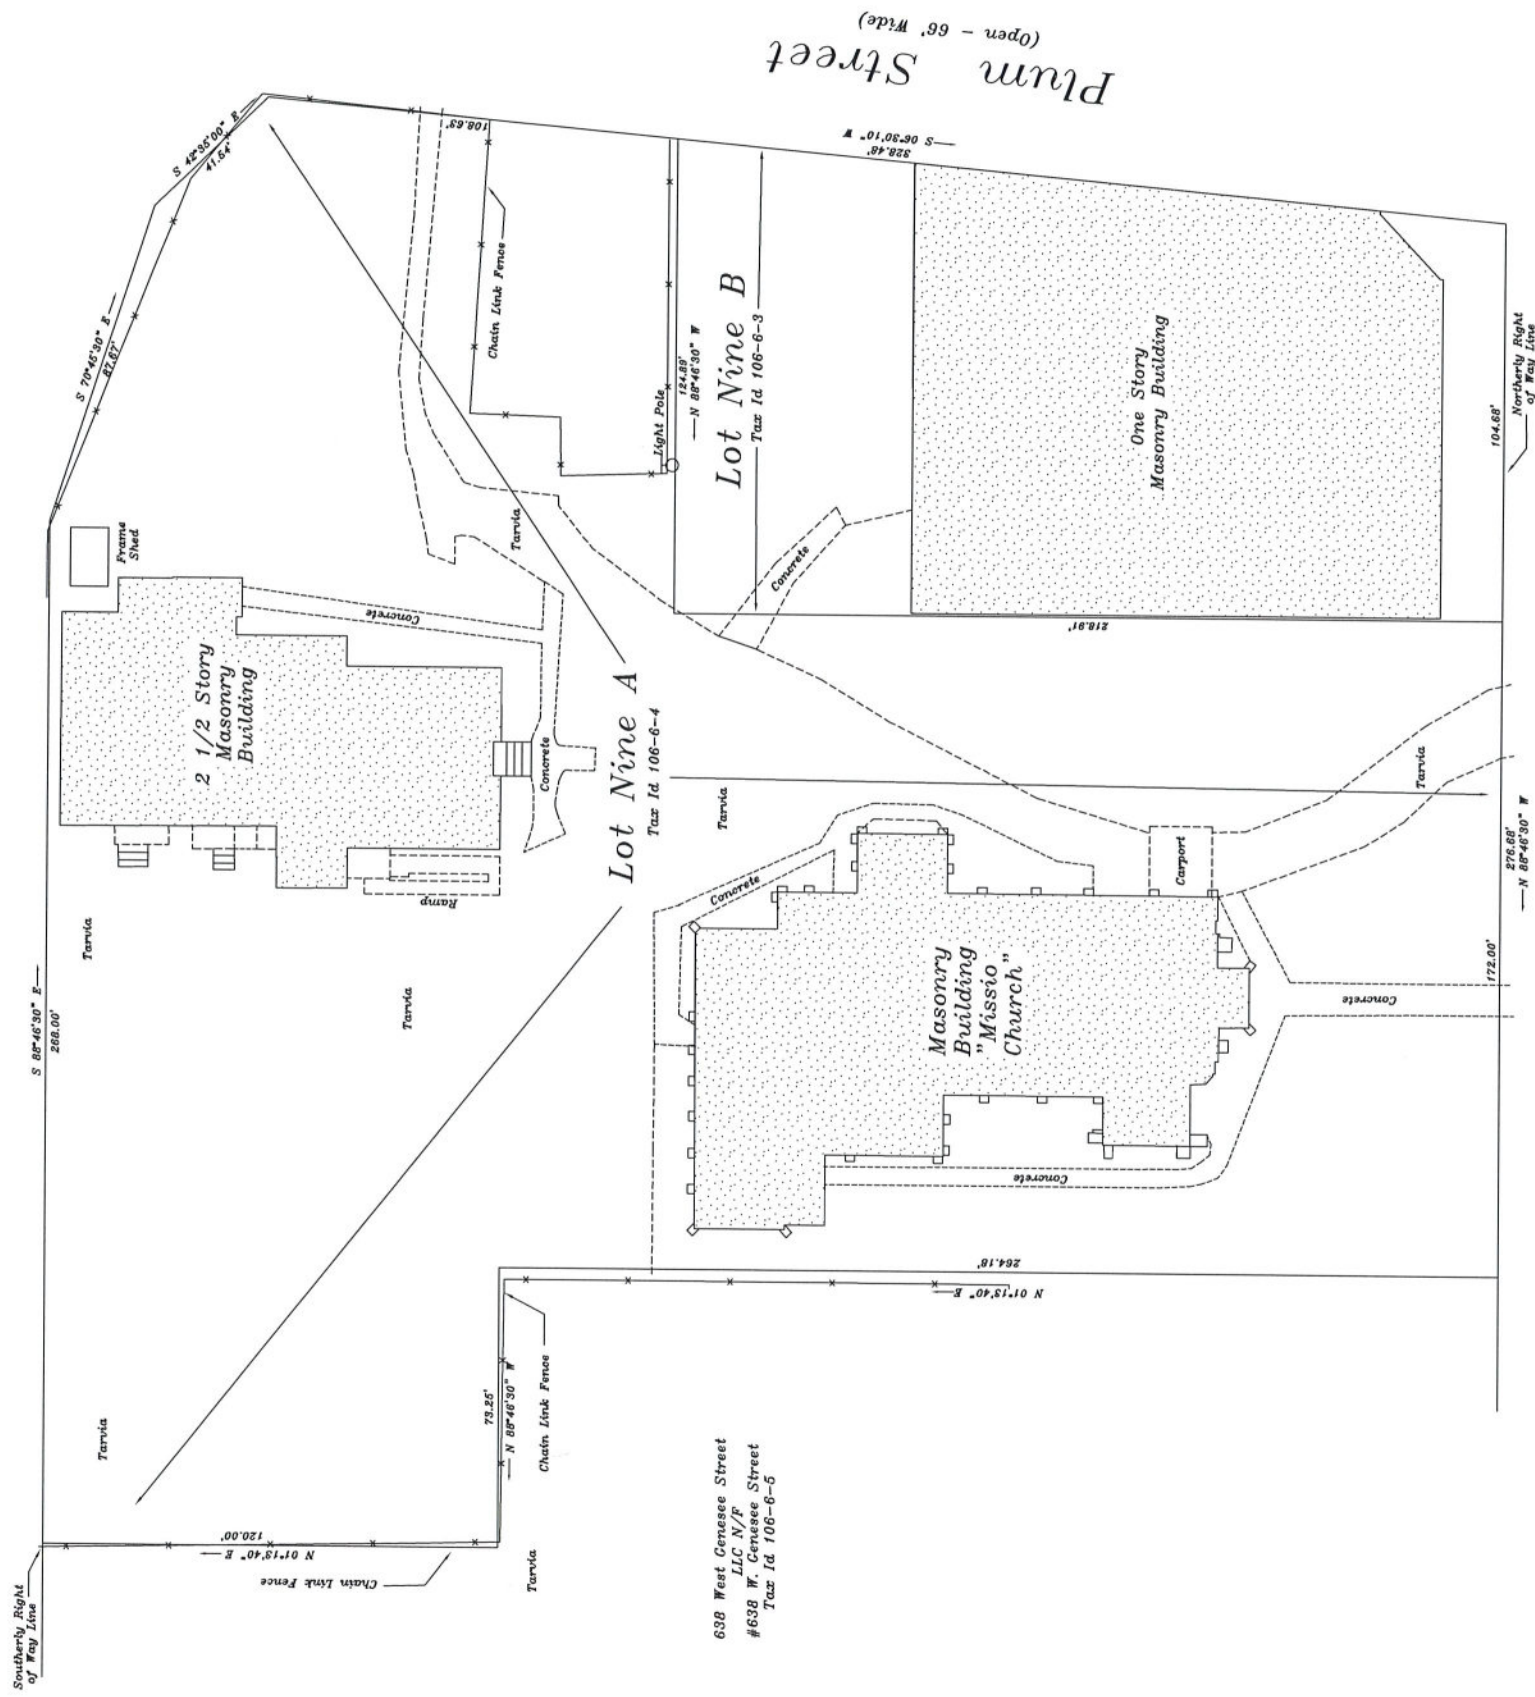 Plum Street
(Open - 66' Wide)
S 42°35'00" E
41.54'
S 70°45'30" E
87.67'
108.63'
S 06°30'10" W
328.48'
Chain Link Fence
Light Pole
124.89'
N 88°46'30" W
Lot Nine B
Tax Id 106-6-3
One Story
Masonry Building
104.68'
Northerly Right
of Way Line
Frame
Shed
Tarvia
Concrete
Concrete
218.91'
2 1/2 Story
Masonry
Building
Concrete
Lot Nine A
Tax Id 106-6-4
Tarvia
Tarvia
Ramp
Concrete
Carport
276.68'
N 88°46'30" W
Tarvia
Tarvia
S 88°46'30" E
268.00'
Masonry
Building
"Missio
Church"
172.00'
Concrete
Concrete
264.18'
N 01°13'40" E
73.25'
N 88°46'30" W
Chain Link Fence
Tarvia
120.00'
N 01°13'40" E
Chain Link Fence
Tarvia
638 West Genesee Street
LLC N/F
#638 W. Genesee Street
Tax Id 106-6-5
Southerly Right
of Way Line